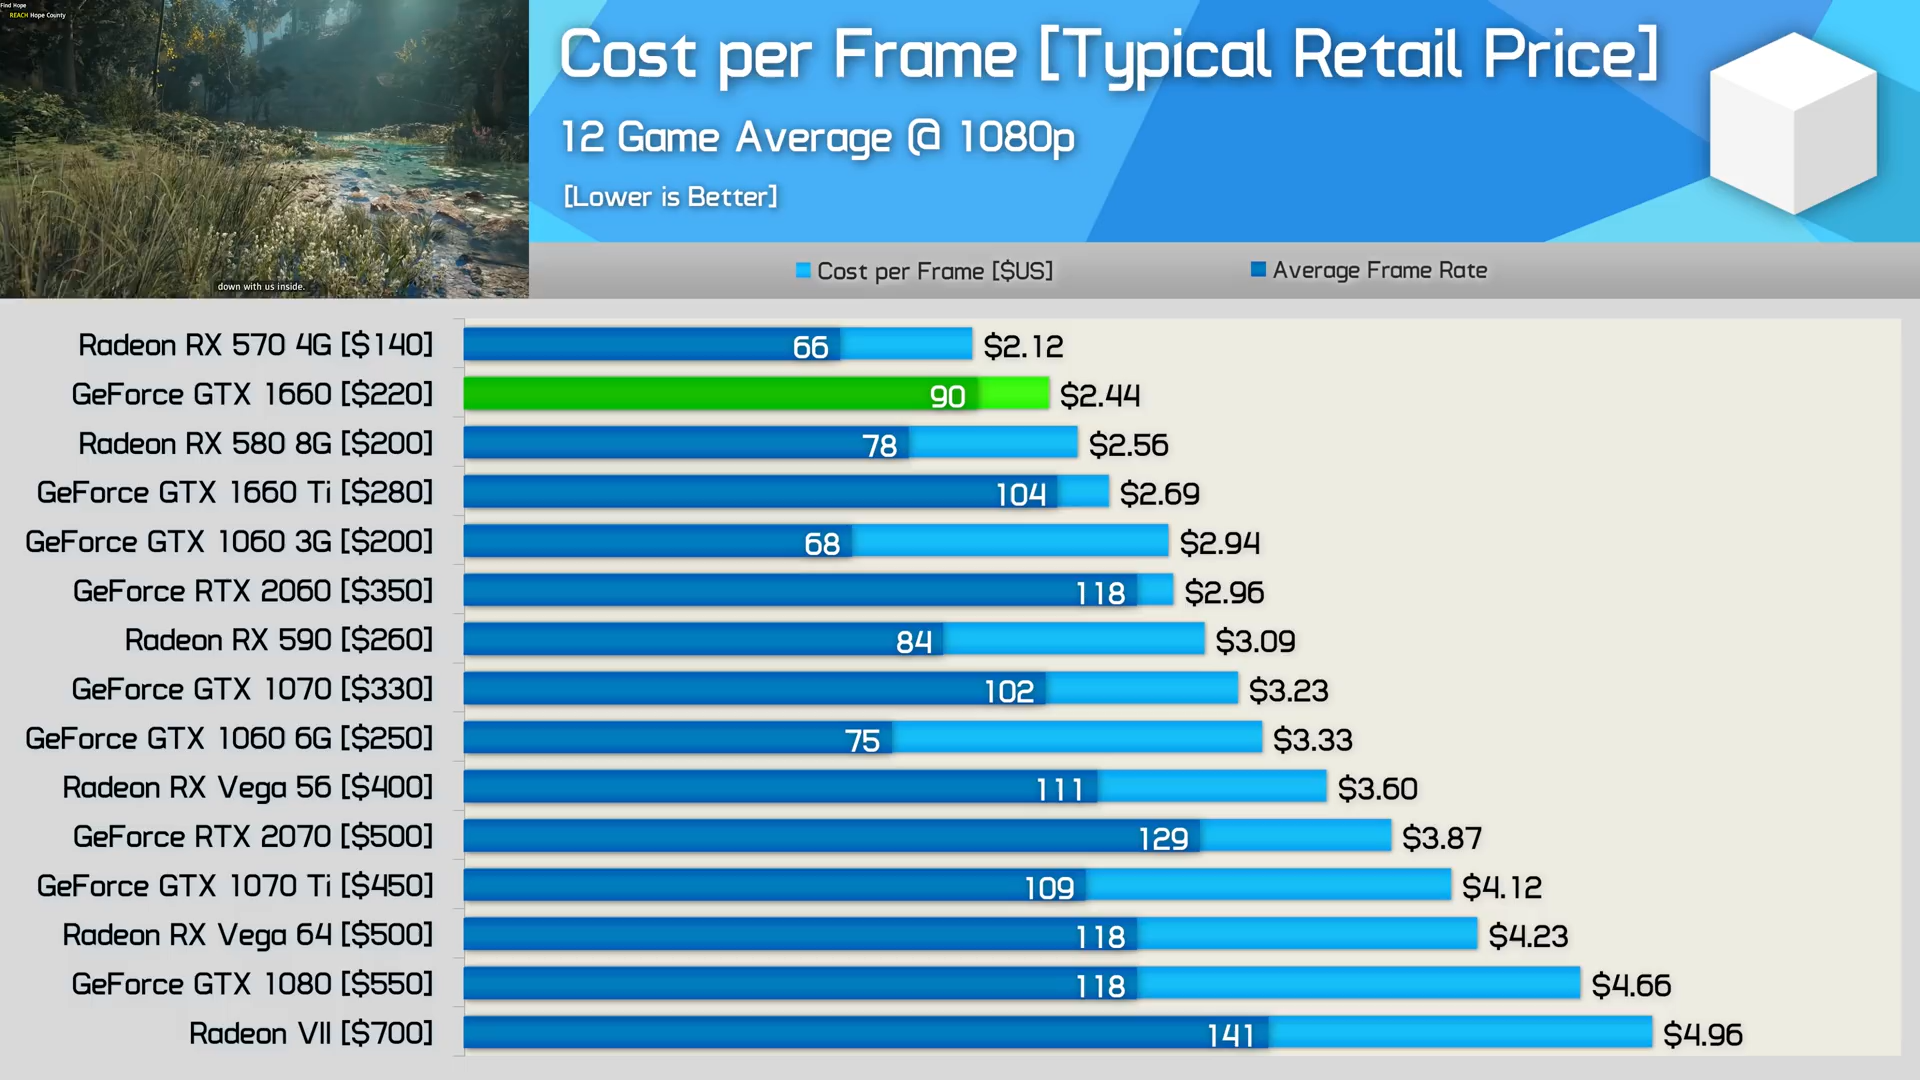 Find Hope
REACH Hope County
down with us inside.
Cost per Frame [Typical Retail Price]
12 Game Average @ 1080p
[Lower is Better]
Cost per Frame [$US]
Average Frame Rate
Radeon RX 570 4G [$140] 66 $2.12
GeForce GTX 1660 [$220] 90 $2.44
Radeon RX 580 8G [$200] 78 $2.56
GeForce GTX 1660 Ti [$280] 104 $2.69
GeForce GTX 1060 3G [$200] 68 $2.94
GeForce RTX 2060 [$350] 118 $2.96
Radeon RX 590 [$260] 84 $3.09
GeForce GTX 1070 [$330] 102 $3.23
GeForce GTX 1060 6G [$250] 75 $3.33
Radeon RX Vega 56 [$400] 111 $3.60
GeForce RTX 2070 [$500] 129 $3.87
GeForce GTX 1070 Ti [$450] 109 $4.12
Radeon RX Vega 64 [$500] 118 $4.23
GeForce GTX 1080 [$550] 118 $4.66
Radeon VII [$700] 141 $4.96